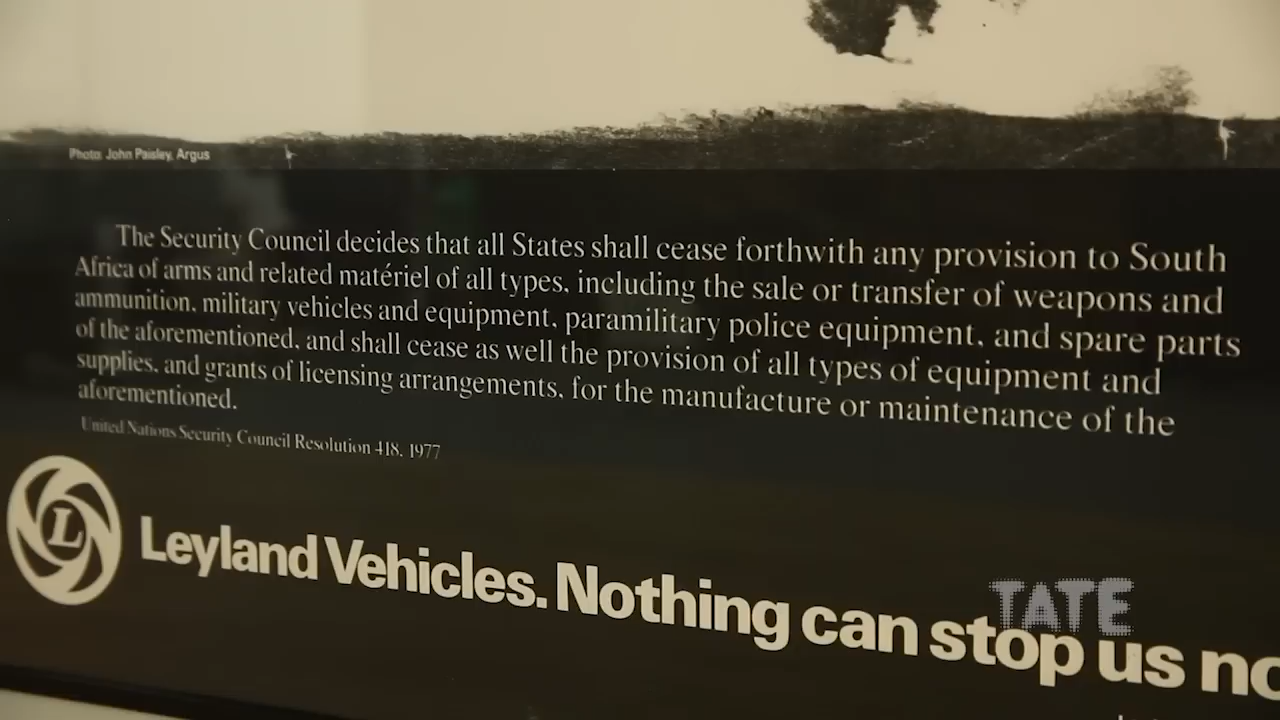 Photo: John Paisley, Argus
The Security Council decides that all States shall cease forthwith any provision to South
Africa of arms and related matériel of all types, including the sale or transfer of weapons and
ammunition, military vehicles and equipment, paramilitary police equipment, and spare parts
of the aforementioned, and shall cease as well the provision of all types of equipment and
supplies, and grants of licensing arrangements, for the manufacture or maintenance of the
aforementioned.
United Nations Security Council Resolution 418, 1977
L
Leyland Vehicles. Nothing can stop us
TATE